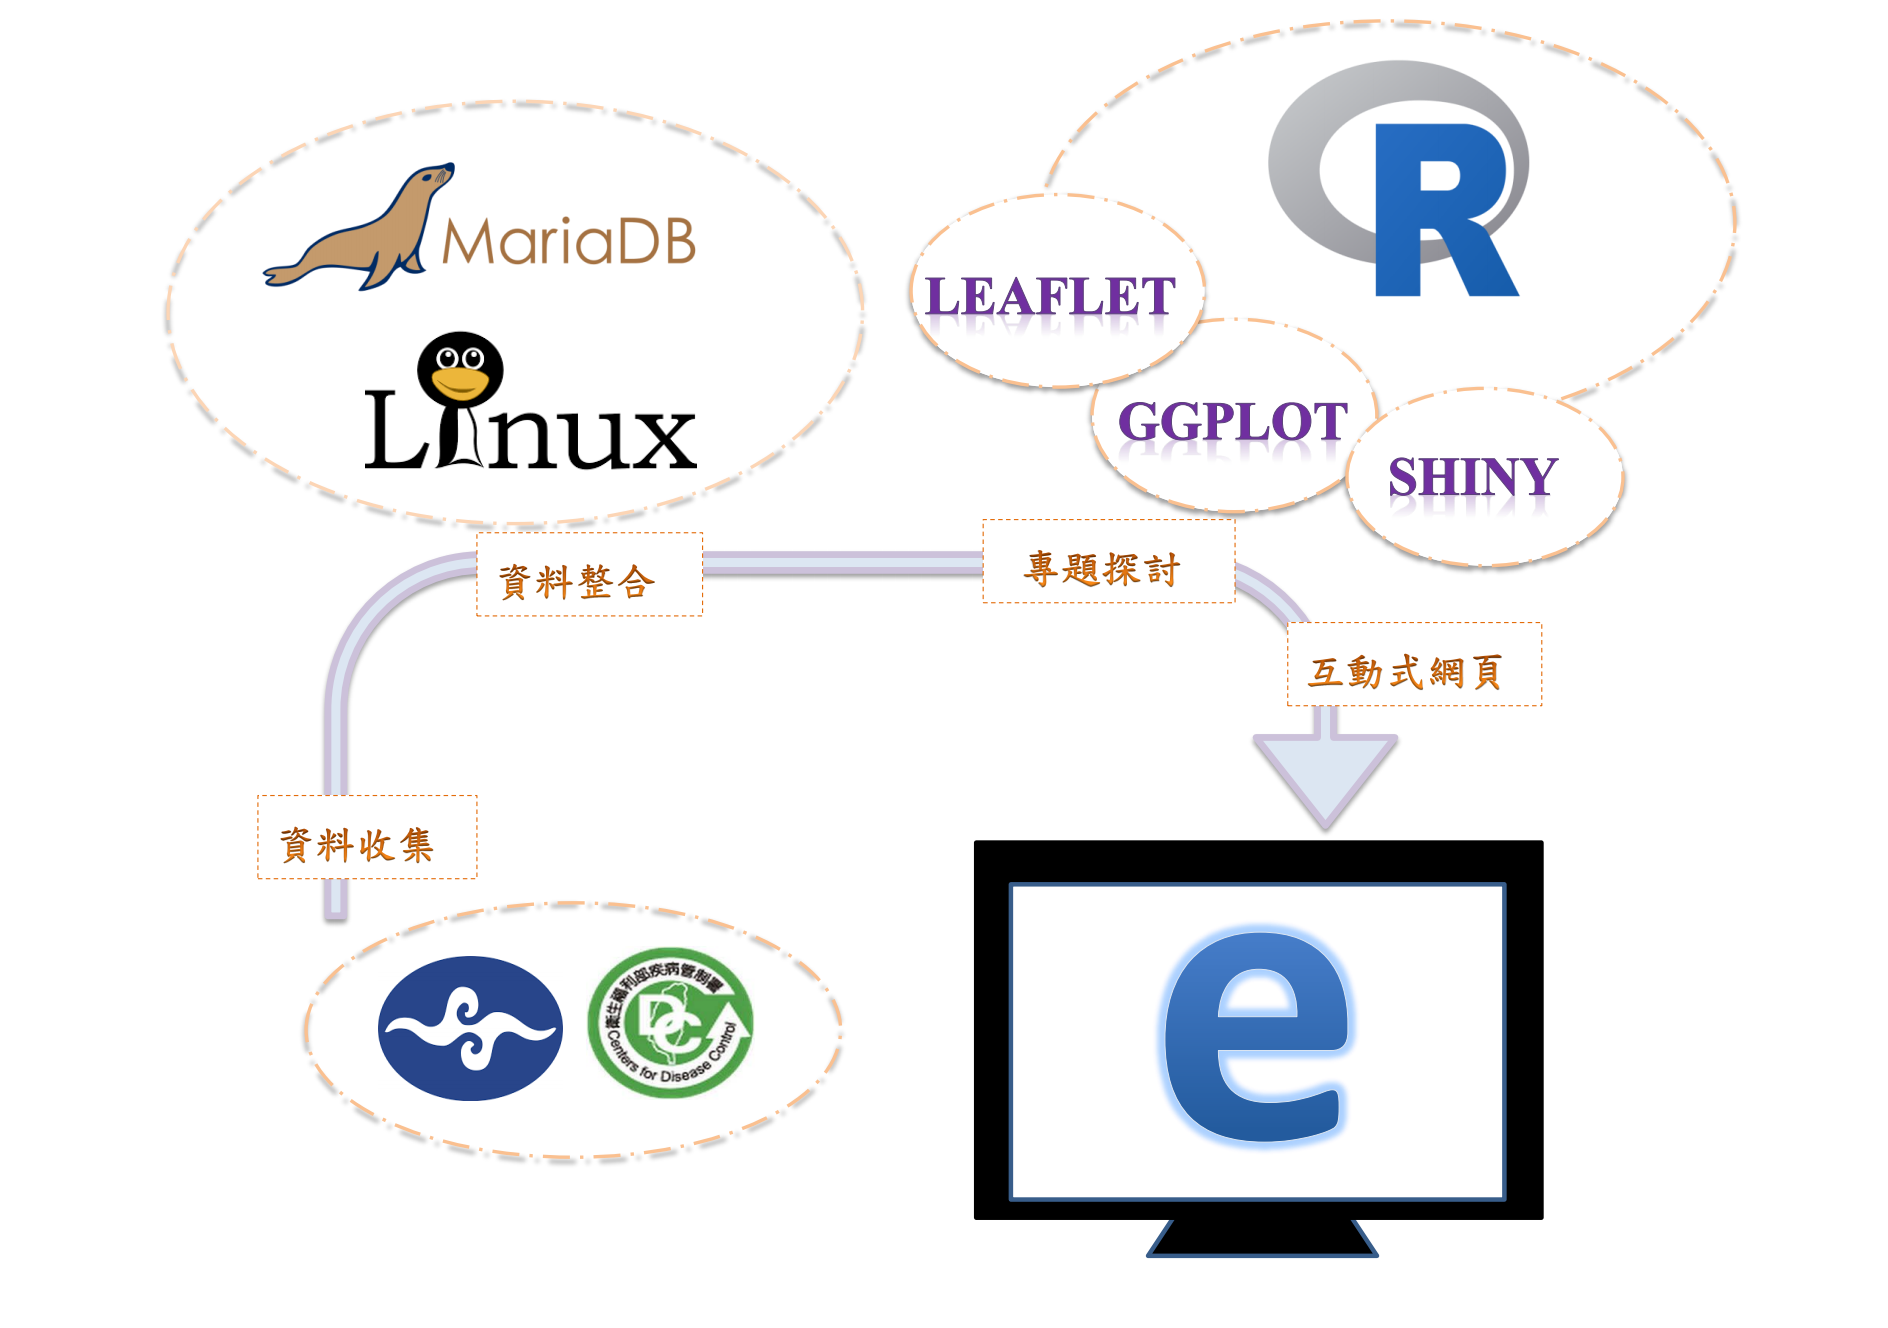 MariaDB
Linux
R
LEAFLET
GGPLOT
SHINY
資料整合
專題探討
互動式網頁
資料收集
衛生福利部疾病管制署
DC
Centers for Disease Control
e